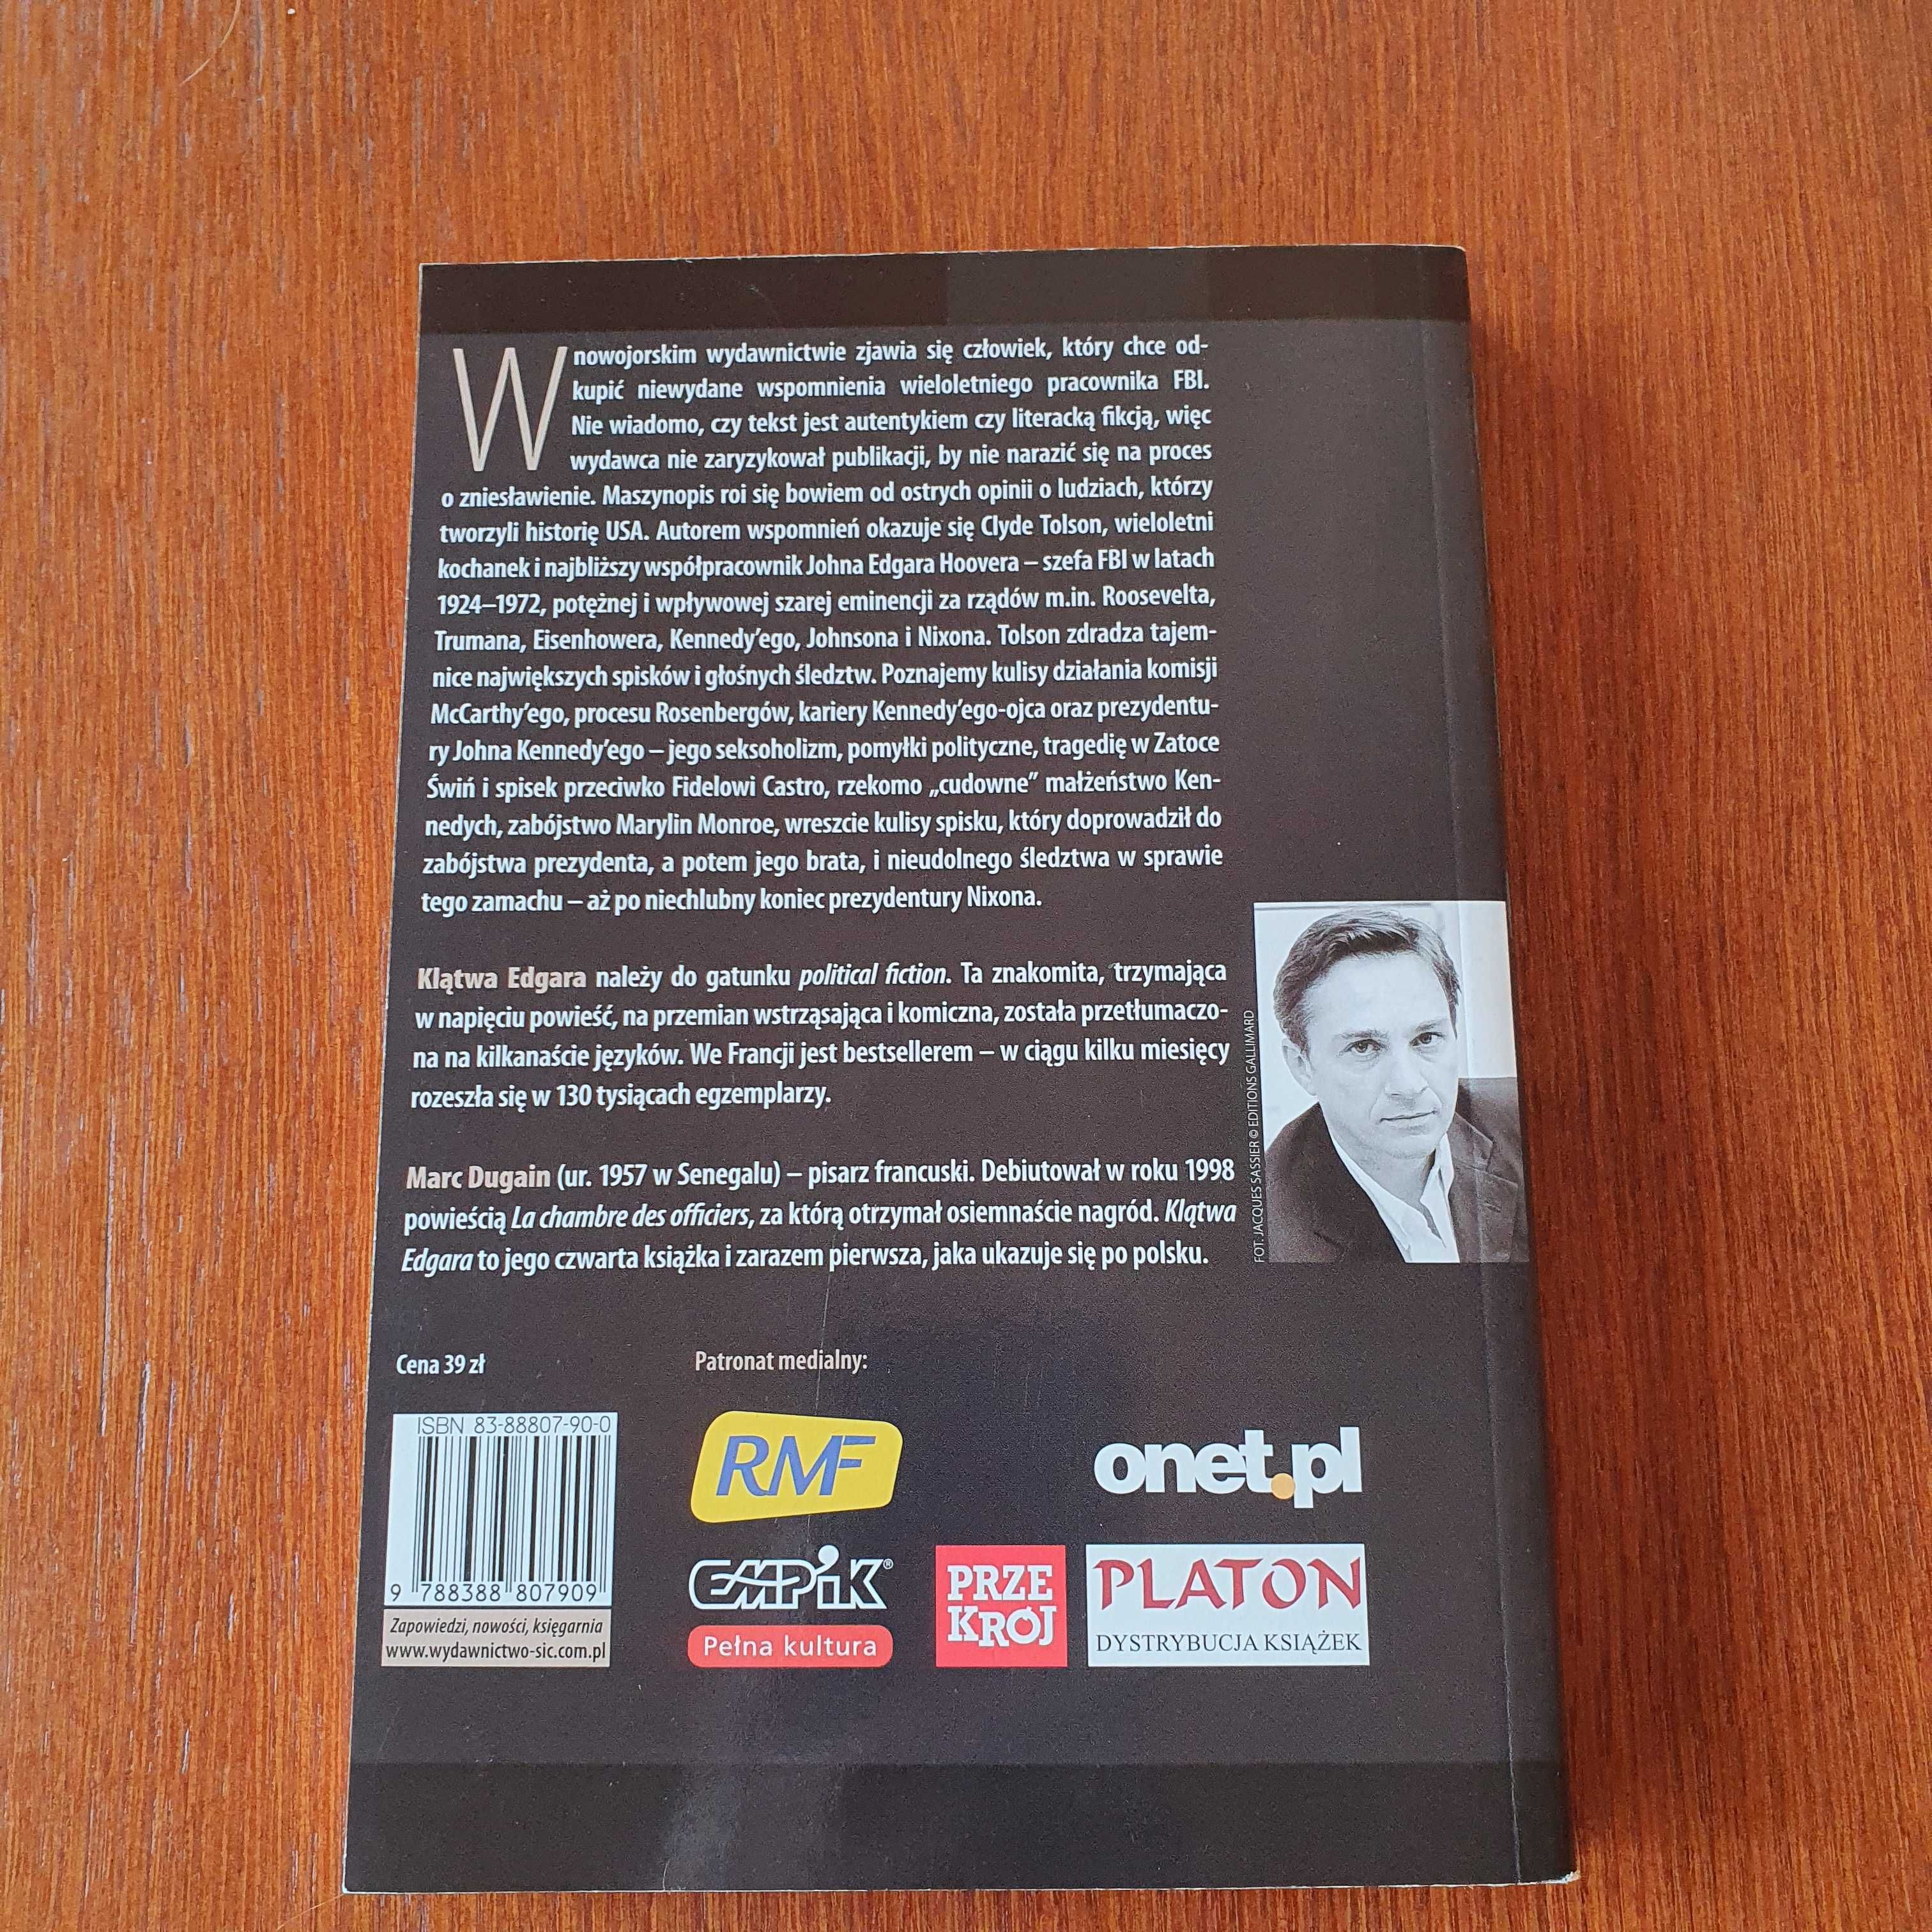 W nowojorskim wydawnictwie zjawia się człowiek, który chce od-
kupić niewydane wspomnienia wieloletniego pracownika FBI.
Nie wiadomo, czy tekst jest autentykiem czy literacką fikcją, więc
wydawca nie zaryzykował publikacji, by nie narazić się na proces
o zniesławienie. Maszynopis roi się bowiem od ostrych opinii o ludziach, którzy
tworzyli historię USA. Autorem wspomnień okazuje się Clyde Tolson, wieloletni
kochanek i najbliższy współpracownik Johna Edgara Hoovera – szefa FBI w latach
1924–1972, potężnej i wpływowej szarej eminencji za rządów m.in. Roosevelta,
Trumana, Eisenhowera, Kennedy'ego, Johnsona i Nixona. Tolson zdradza tajem-
nice największych spisków i głośnych śledztw. Poznajemy kulisy działania komisji
McCarthy'ego, procesu Rosenbergów, kariery Kennedy'ego-ojca oraz prezydentu-
ry Johna Kennedy'ego – jego seksoholizm, pomyłki polityczne, tragedię w Zatoce
Świń i spisek przeciwko Fidelowi Castro, rzekomo „cudowne” małżeństwo Ken-
nedych, zabójstwo Marylin Monroe, wreszcie kulisy spisku, który doprowadził do
zabójstwa prezydenta, a potem jego brata, i nieudolnego śledztwa w sprawie
tego zamachu – aż po niechlubny koniec prezydentury Nixona.
Klątwa Edgara należy do gatunku political fiction. Ta znakomita, trzymająca
w napięciu powieść, na przemian wstrząsająca i komiczna, została przetłumaczo-
na na kilkanaście języków. We Francji jest bestsellerem – w ciągu kilku miesięcy
rozeszła się w 130 tysiącach egzemplarzy.
Marc Dugain (ur. 1957 w Senegalu) – pisarz francuski. Debiutował w roku 1998
powieścią La chambre des officiers, za którą otrzymał osiemnaście nagród. Klątwa
Edgara to jego czwarta książka i zarazem pierwsza, jaka ukazuje się po polsku.
FOT. JACQUES SASSIER © EDITIONS GALLIMARD
Cena 39 zł
Patronat medialny:
ISBN 83-88807-90-0
9 788388 807909
Zapowiedzi, nowości, księgarnia
www.wydawnictwo-sic.com.pl
RMF
onet.pl
EMPiK®
Pełna kultura
PRZE
KRÓJ
PLATON
DYSTRYBUCJA KSIĄŻEK